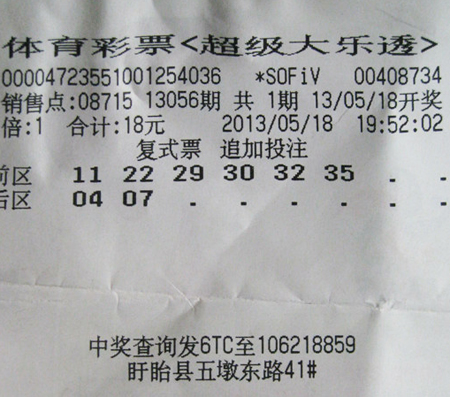 体育彩票<超级大乐透>
000047235510012540​36 *SOFiV 00408734
销售点:08715 13056期 共 1期 13/05/18开奖
倍:1 合计:18元 2013/05/18 19:52:02
复式票 追加投注
前区 11 22 29 30 32 35 . .
后区 04 07 . . . . . .
中奖查询发6TC至106218859
盱眙县五墩东路41#